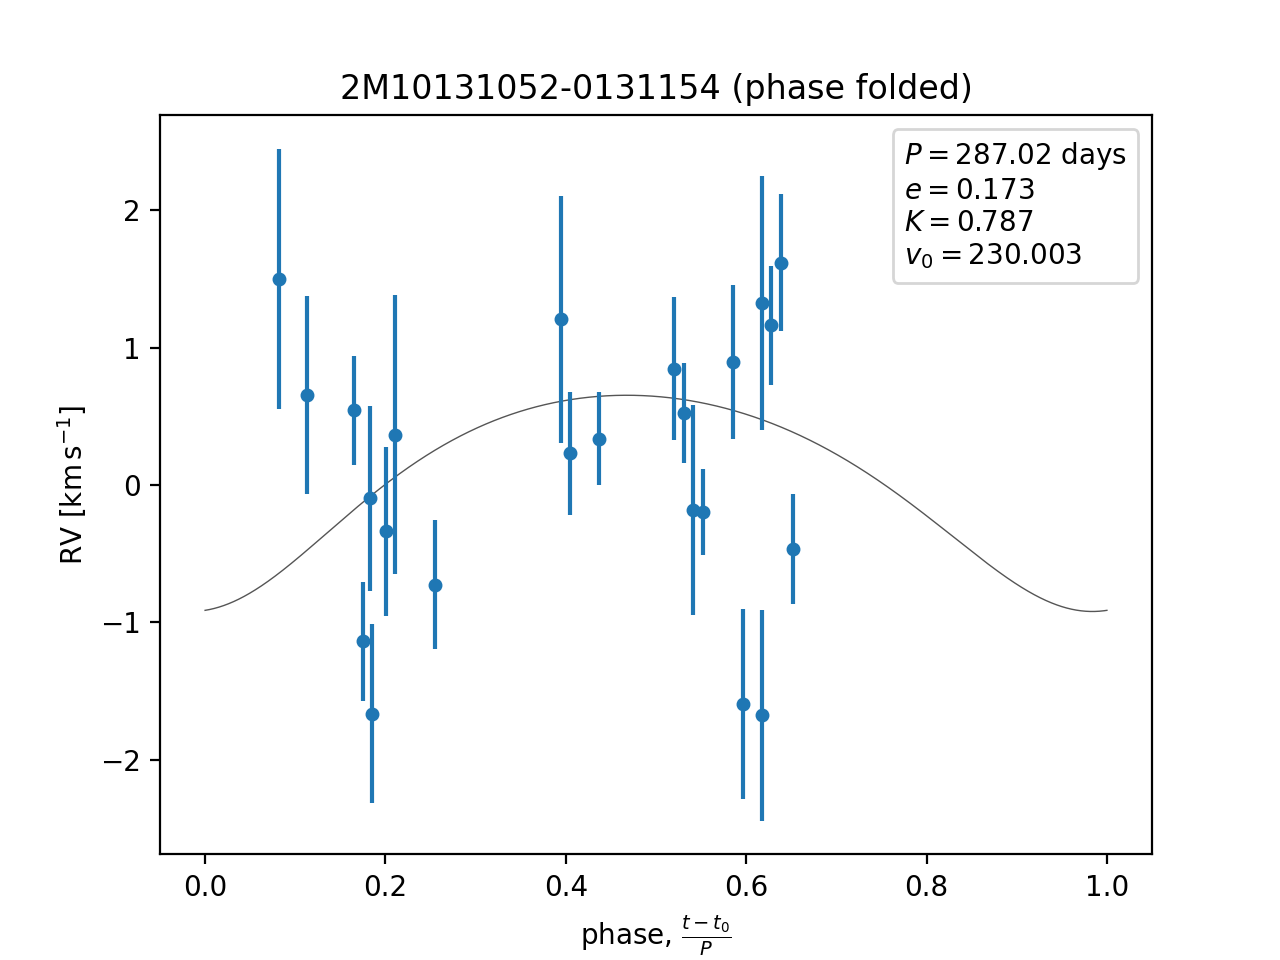 2M10131052-0131154 (phase folded)
P = 287.02 days
e = 0.173
K = 0.787
v₀ = 230.003
2
1
0
−1
−2
RV [km s⁻¹]
0.0 0.2 0.4 0.6 0.8 1.0
phase, (t − t₀)/P